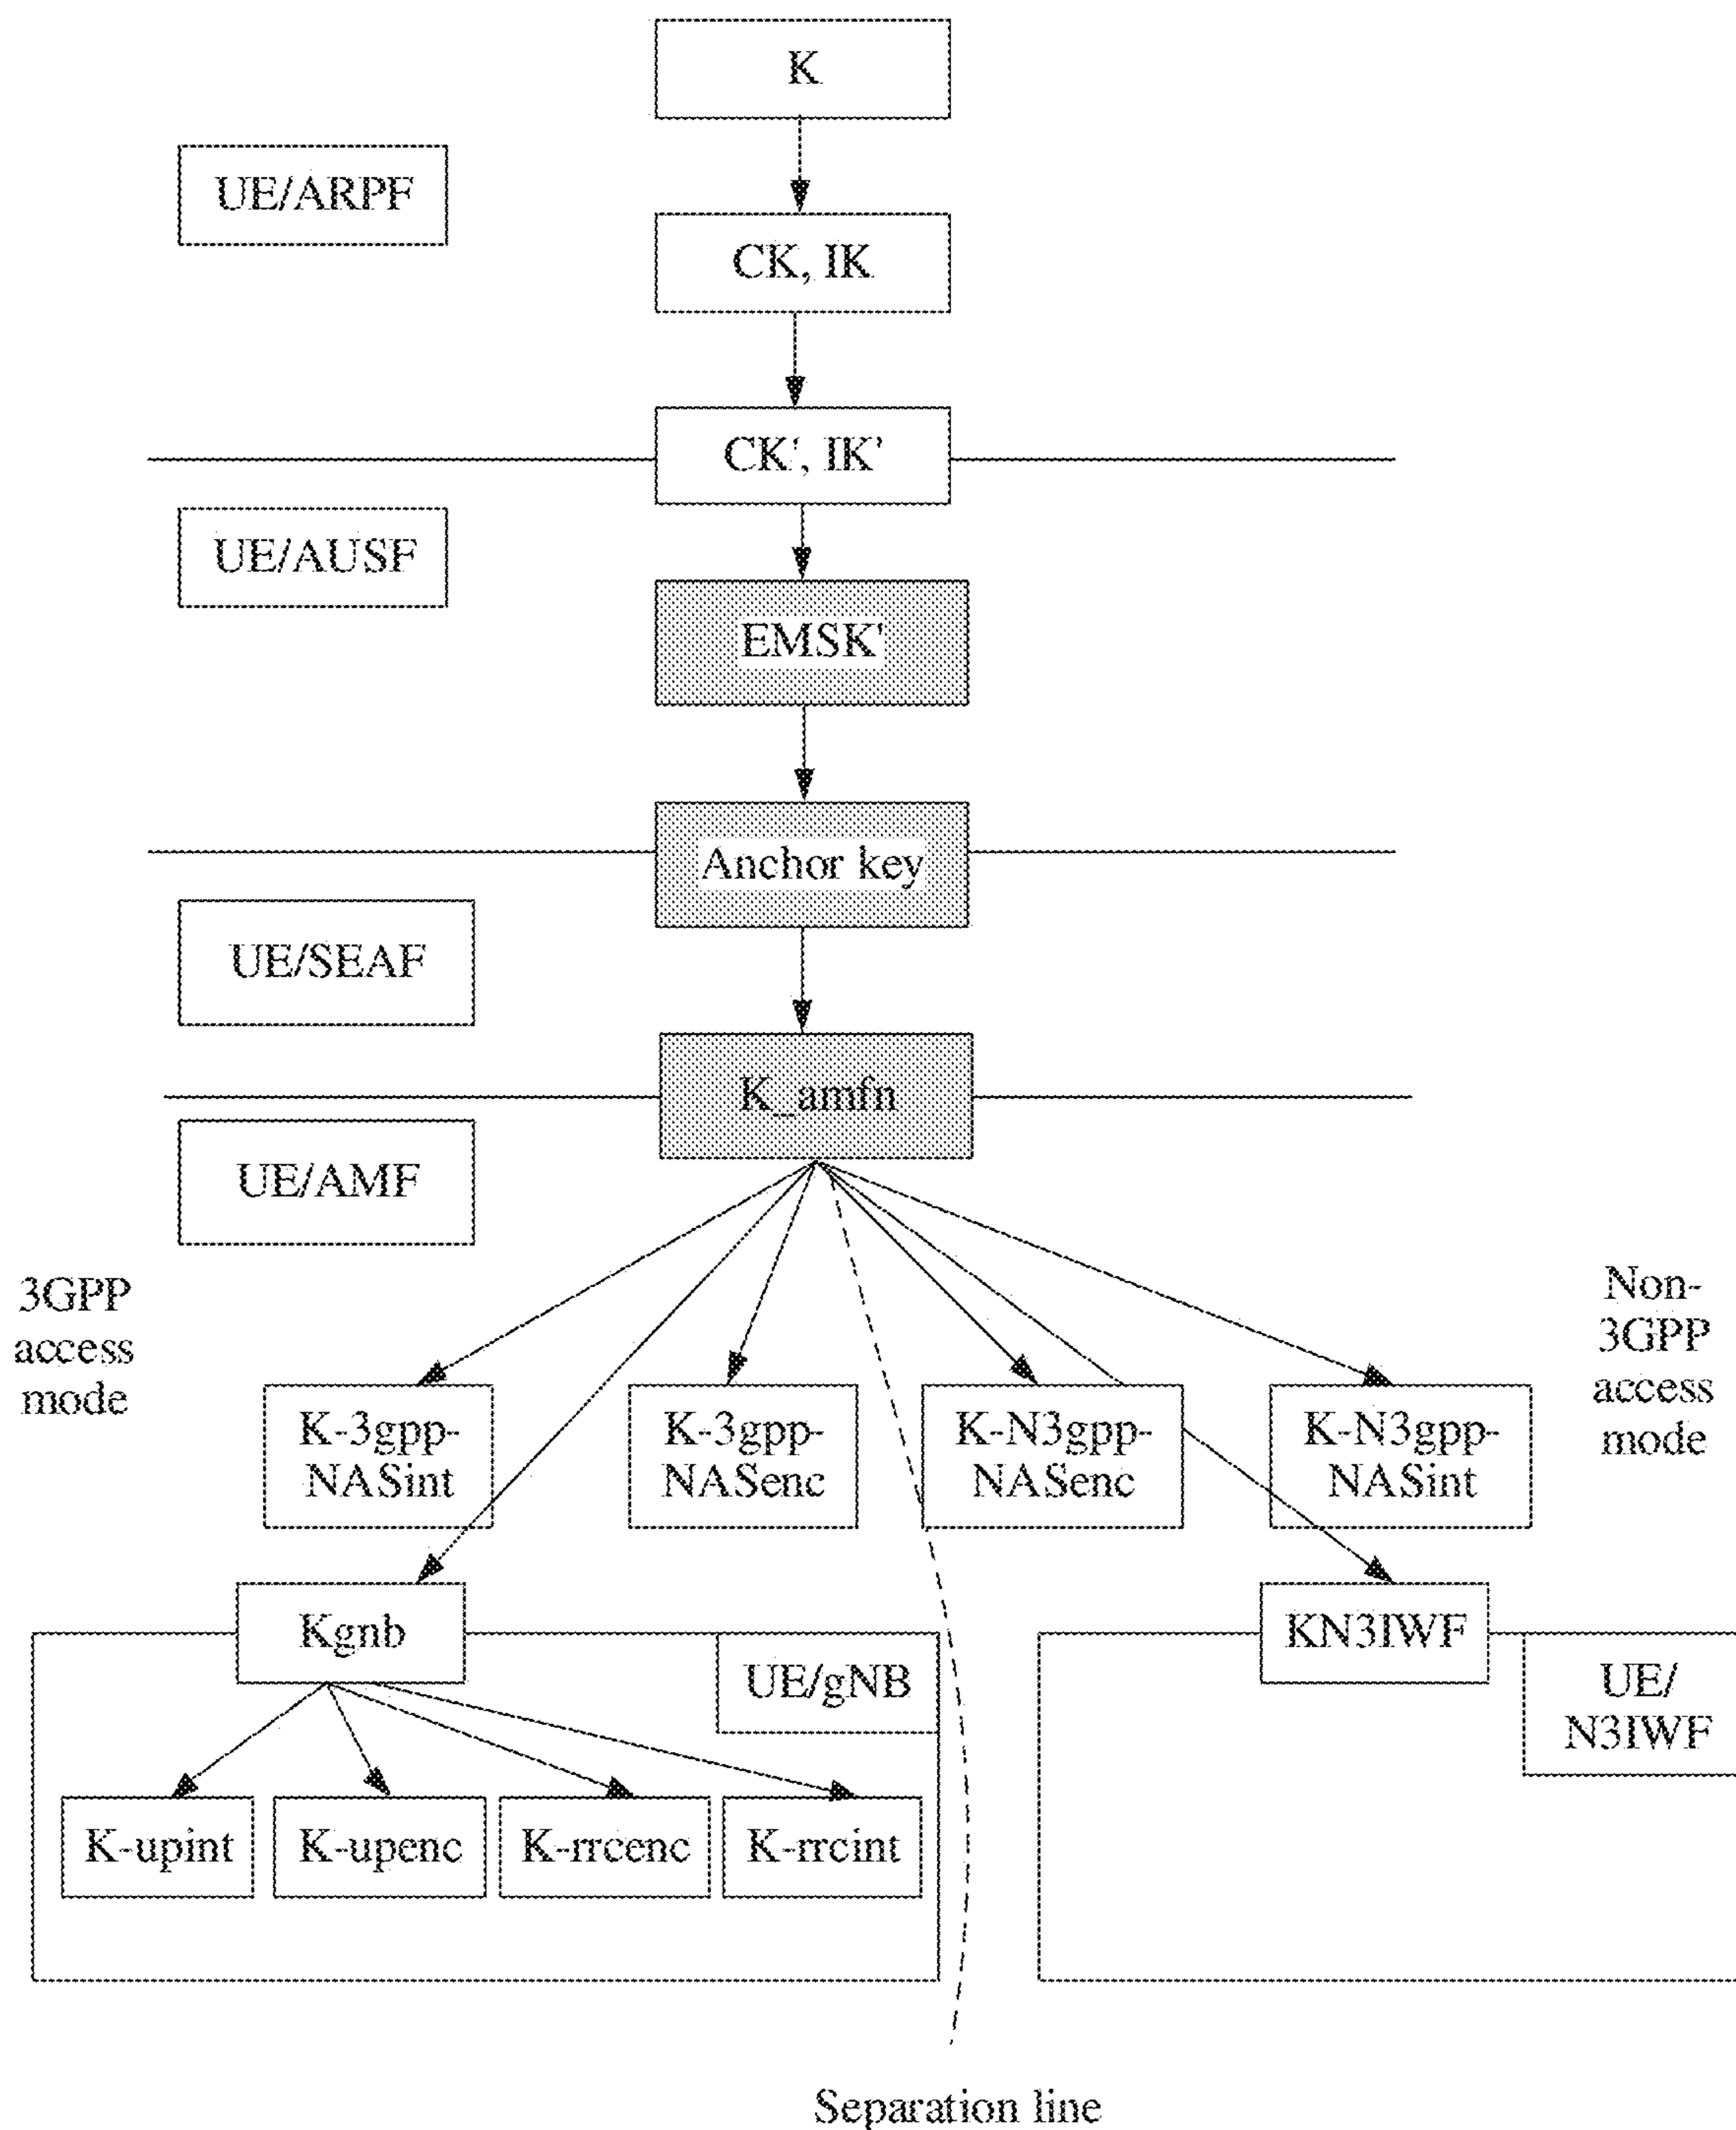 K
UE/ARPF
CK, IK
CK', IK'
UE/AUSF
EMSK'
Anchor key
UE/SEAF
K_amfn
UE/AMF
3GPP
access
mode
Non-
3GPP
access
mode
K-3gpp-
NASint
K-3gpp-
NASenc
K-N3gpp-
NASenc
K-N3gpp-
NASint
Kgnb
UE/gNB
KN3IWF
UE/
N3IWF
K-upint
K-upenc
K-rrcenc
K-rrcint
Separation line